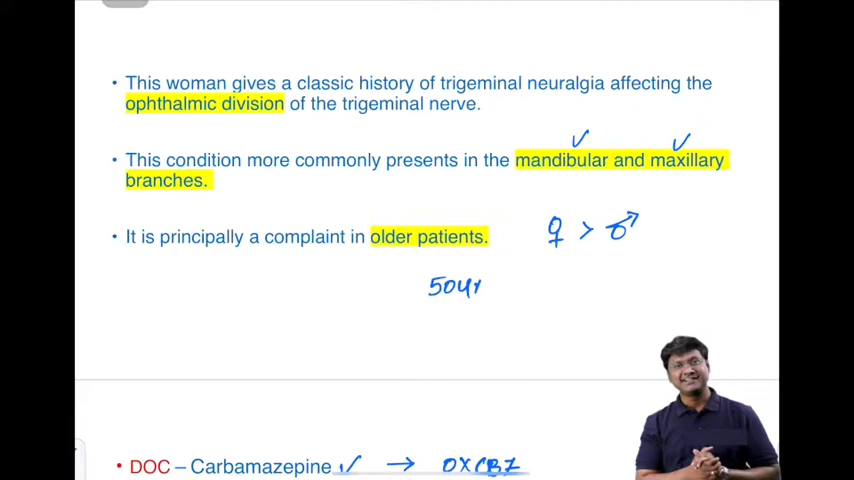 • This woman gives a classic history of trigeminal neuralgia affecting the
ophthalmic division of the trigeminal nerve.
• This condition more commonly presents in the mandibular and maxillary
branches.
• It is principally a complaint in older patients. ♀ > ♂
50yr
• DOC – Carbamazepine ✓ → OXCBZ